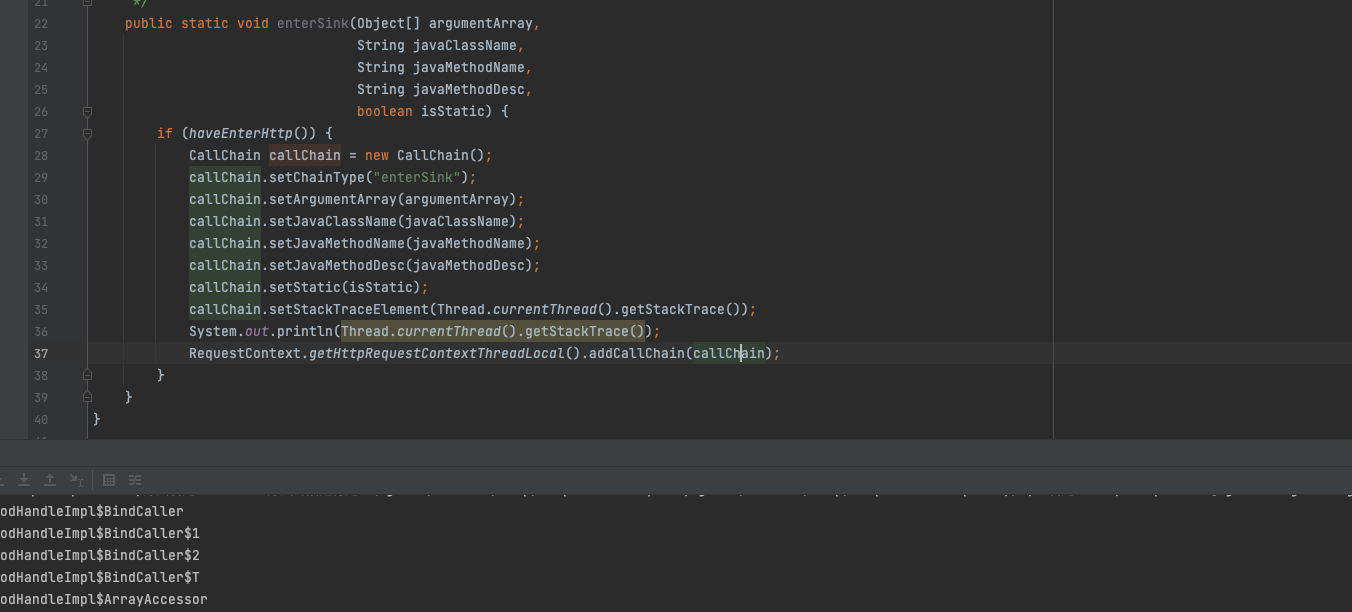 21 */
22 public static void enterSink(Object[] argumentArray,
23 String javaClassName,
24 String javaMethodName,
25 String javaMethodDesc,
26 boolean isStatic) {
27 if (haveEnterHttp()) {
28 CallChain callChain = new CallChain();
29 callChain.setChainType("enterSink");
30 callChain.setArgumentArray(argumentArray);
31 callChain.setJavaClassName(javaClassName);
32 callChain.setJavaMethodName(javaMethodName);
33 callChain.setJavaMethodDesc(javaMethodDesc);
34 callChain.setStatic(isStatic);
35 callChain.setStackTraceElement(Thread.currentThread().getStackTrace());
36 System.out.println(Thread.currentThread().getStackTrace());
37 RequestContext.getHttpRequestContextThreadLocal().addCallChain(callChain);
38 }
39 }
40 }
odHandleImpl$BindCaller
odHandleImpl$BindCaller$1
odHandleImpl$BindCaller$2
odHandleImpl$BindCaller$T
odHandleImpl$ArrayAccessor